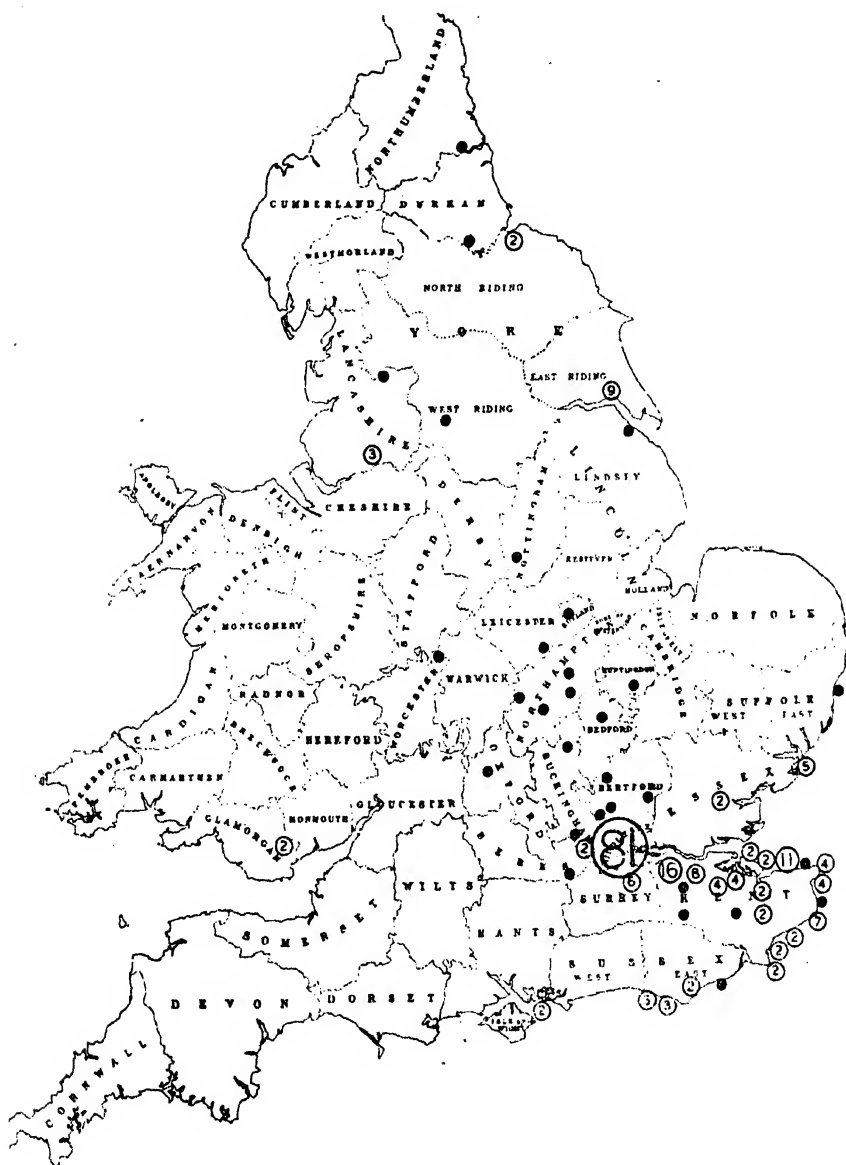 NORTHUMBERLAND
CUMBERLAND
DURHAM
WESTMORLAND
2
NORTH RIDING
YORK
LANCASHIRE
EAST RIDING
9
WEST RIDING
3
LINDSEY
LINCOLN
ANGLESEY
FLINT
CHESHIRE
DERBY
NOTTINGHAM
CAERNARVON
DENBIGH
STAFFORD
KESTEVEN
HOLLAND
MERIONETH
MONTGOMERY
SHROPSHIRE
LEICESTER
RUTLAND
NORFOLK
CAMBRIDGE
NORTHAMPTON
HUNTINGDON
CARDIGAN
RADNOR
WORCESTER
WARWICK
SUFFOLK
WEST
EAST
BEDFORD
HEREFORD
BRECKNOCK
PEMBROKE
CARMARTHEN
OXFORD
BUCKINGHAM
HERTFORD
ESSEX
5
2
GLAMORGAN
MONMOUTH
GLOUCESTER
2
BERKS
2
81
2
2
11
4
WILTS
6
16
8
4
4
2
4
SURREY
KENT
2
7
SOMERSET
HANTS
2
2
2
SUSSEX
WEST
EAST
2
DEVON
DORSET
ISLE OF
WIGHT
2
3
3
CORNWALL